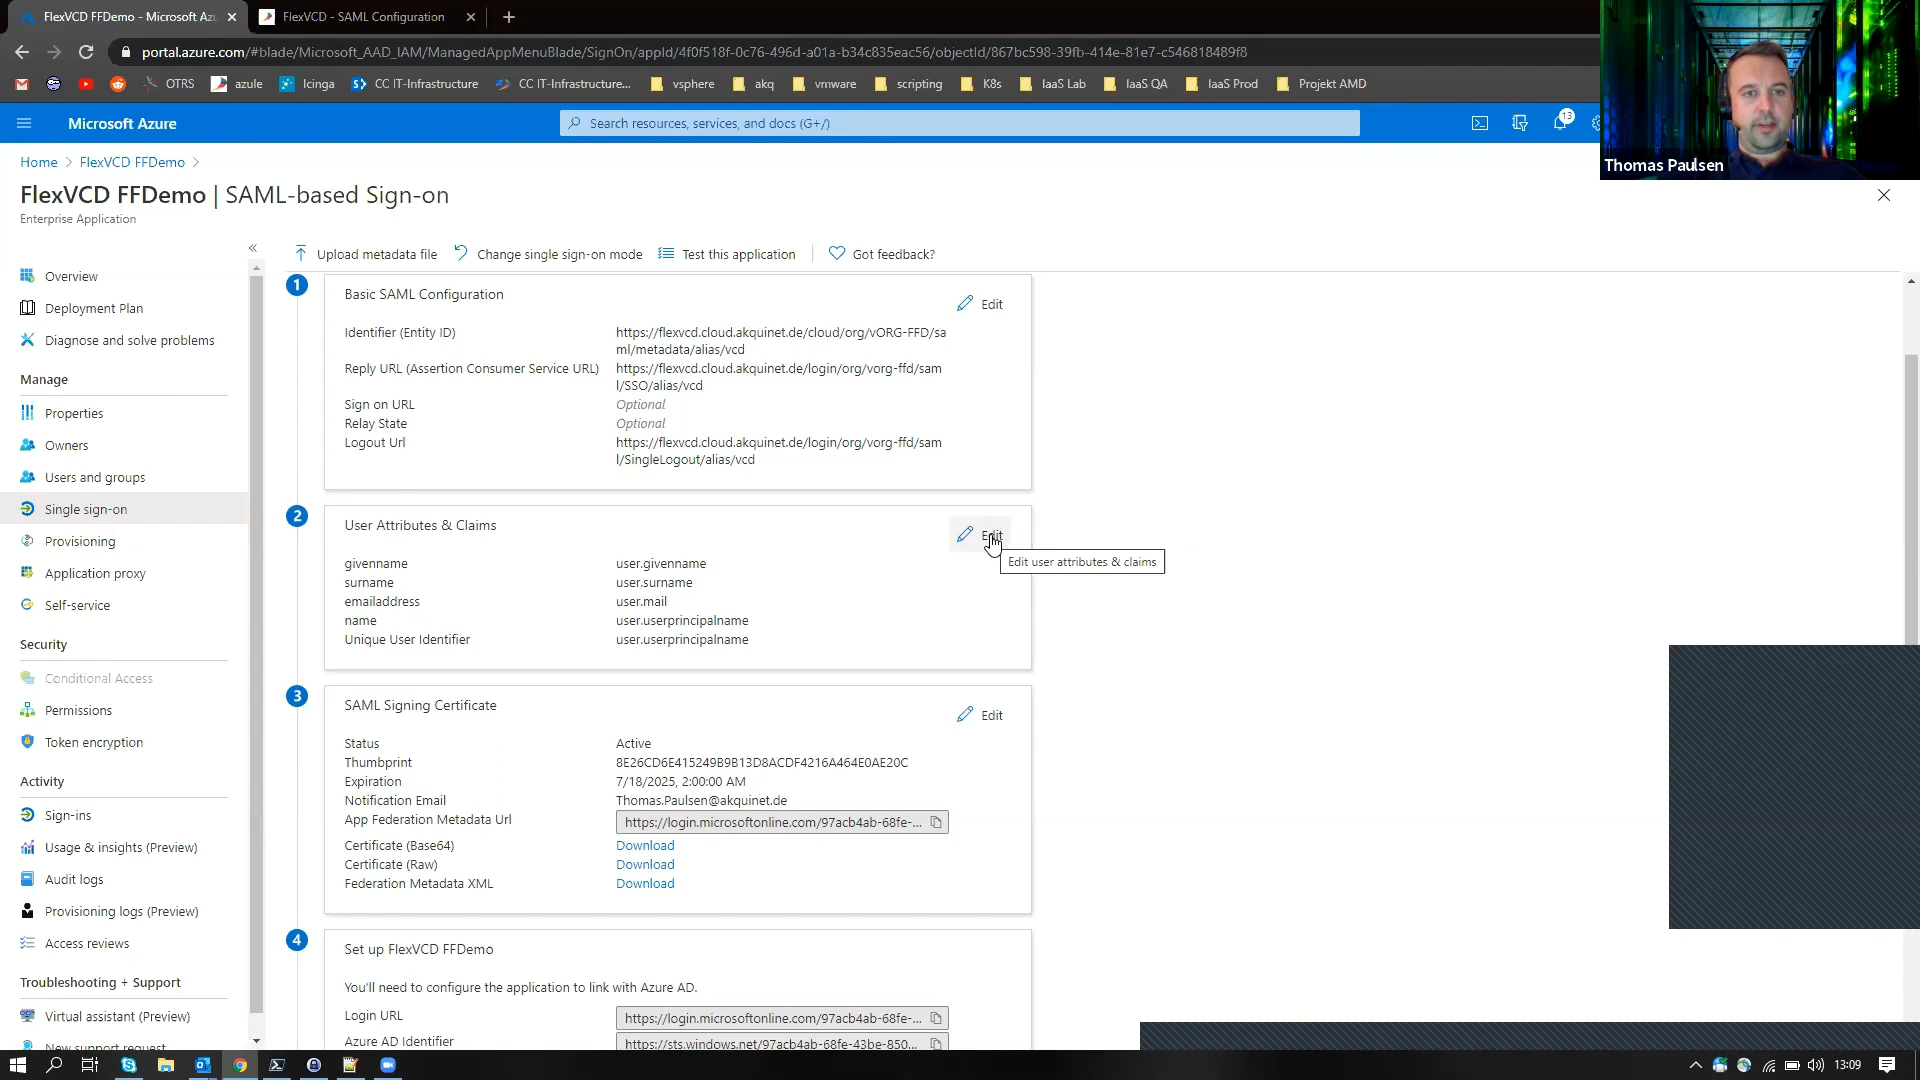 FlexVCD FFDemo - Microsoft Az
FlexVCD - SAML Configuration
portal.azure.com/#blade/Microsoft_AAD_IAM/ManagedAppMenuBlade/SignOn/appId/4f0f518f-0c76-496d-a01a-b34c835eac56/objectId/867bc598-39fb-414e-81e7-c546818489f8
OTRS azule Icinga CC IT-Infrastructure CC IT-Infrastructure... vsphere akq vmware scripting K8s IaaS Lab IaaS QA IaaS Prod Projekt AMD
Microsoft Azure
Search resources, services, and docs (G+/)
13
Thomas Paulsen
Home > FlexVCD FFDemo >
FlexVCD FFDemo | SAML-based Sign-on
Enterprise Application
«
Overview
Deployment Plan
Diagnose and solve problems
Manage
Properties
Owners
Users and groups
Single sign-on
Provisioning
Application proxy
Self-service
Security
Conditional Access
Permissions
Token encryption
Activity
Sign-ins
Usage & insights (Preview)
Audit logs
Provisioning logs (Preview)
Access reviews
Troubleshooting + Support
Virtual assistant (Preview)
New support request
Upload metadata file Change single sign-on mode Test this application Got feedback?
1
Basic SAML Configuration
Edit
Identifier (Entity ID) https://flexvcd.cloud.akquinet.de/cloud/org/vORG-FFD/sa
ml/metadata/alias/vcd
Reply URL (Assertion Consumer Service URL) https://flexvcd.cloud.akquinet.de/login/org/vorg-ffd/sam
l/SSO/alias/vcd
Sign on URL Optional
Relay State Optional
Logout Url https://flexvcd.cloud.akquinet.de/login/org/vorg-ffd/sam
l/SingleLogout/alias/vcd
2
User Attributes & Claims
Edit
Edit user attributes & claims
givenname user.givenname
surname user.surname
emailaddress user.mail
name user.userprincipalname
Unique User Identifier user.userprincipalname
3
SAML Signing Certificate
Edit
Status Active
Thumbprint 8E26CD6E415249B9B13D8ACDF4216A464E0AE20C
Expiration 7/18/2025, 2:00:00 AM
Notification Email Thomas.Paulsen@akquinet.de
App Federation Metadata Url https://login.microsoftonline.com/97acb4ab-68fe-...
Certificate (Base64) Download
Certificate (Raw) Download
Federation Metadata XML Download
4
Set up FlexVCD FFDemo
You'll need to configure the application to link with Azure AD.
Login URL https://login.microsoftonline.com/97acb4ab-68fe-...
Azure AD Identifier https://sts.windows.net/97acb4ab-68fe-43be-850...
13:09